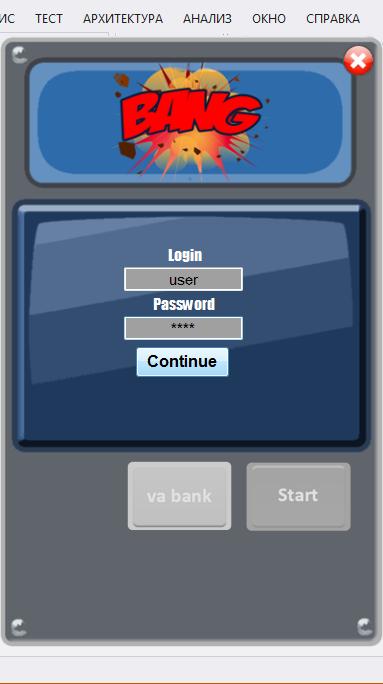 ИС ТЕСТ АРХИТЕКТУРА АНАЛИЗ ОКНО СПРАВКА
BANG
Login
user
Password
****
Continue
va bank Start